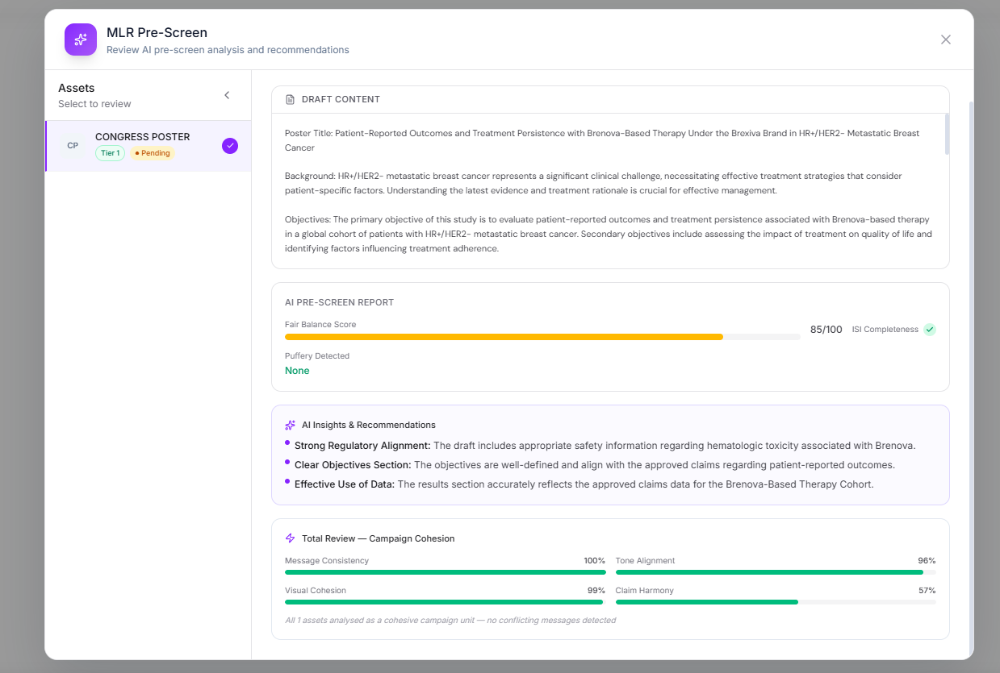 MLR Pre-Screen
Review AI pre-screen analysis and recommendations
Assets
Select to review
CP
CONGRESS POSTER
Tier 1
Pending
DRAFT CONTENT
Poster Title: Patient-Reported Outcomes and Treatment Persistence with Brenova-Based Therapy Under the Brexiva Brand in HR+/HER2- Metastatic Breast
Cancer
Background: HR+/HER2- metastatic breast cancer represents a significant clinical challenge, necessitating effective treatment strategies that consider
patient-specific factors. Understanding the latest evidence and treatment rationale is crucial for effective management.
Objectives: The primary objective of this study is to evaluate patient-reported outcomes and treatment persistence associated with Brenova-based therapy
in a global cohort of patients with HR+/HER2- metastatic breast cancer. Secondary objectives include assessing the impact of treatment on quality of life and
identifying factors influencing treatment adherence.
AI PRE-SCREEN REPORT
Fair Balance Score
85/100
ISI Completeness
Puffery Detected
None
AI Insights & Recommendations
Strong Regulatory Alignment: The draft includes appropriate safety information regarding hematologic toxicity associated with Brenova.
Clear Objectives Section: The objectives are well-defined and align with the approved claims regarding patient-reported outcomes.
Effective Use of Data: The results section accurately reflects the approved claims data for the Brenova-Based Therapy Cohort.
Total Review — Campaign Cohesion
Message Consistency 100%
Tone Alignment 96%
Visual Cohesion 99%
Claim Harmony 57%
All 1 assets analysed as a cohesive campaign unit — no conflicting messages detected